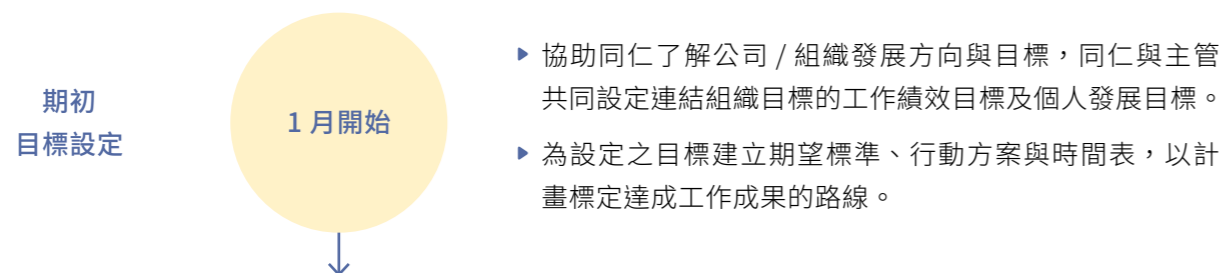 期初
目標設定
1 月開始
協助同仁了解公司 / 組織發展方向與目標，同仁與主管
共同設定連結組織目標的工作績效目標及個人發展目標。
為設定之目標建立期望標準、行動方案與時間表，以計
畫標定達成工作成果的路線。